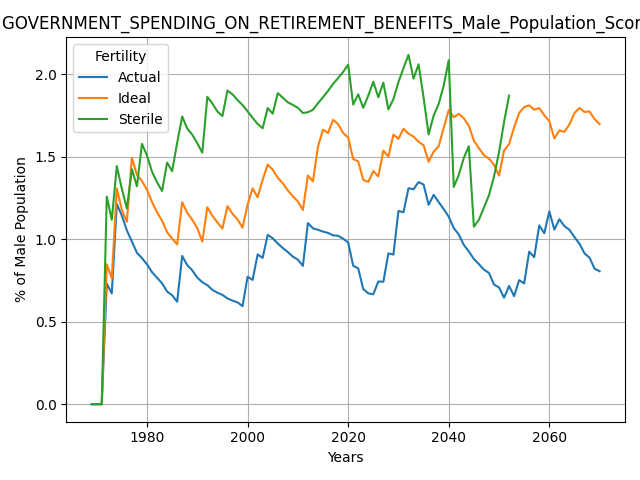 GOVERNMENT_SPENDING_ON_RETIREMENT_BENEFITS_Male_Population_Scor
Fertility
Actual
Ideal
Sterile
% of Male Population
2.0
1.5
1.0
0.5
0.0
1980 2000 2020 2040 2060
Years